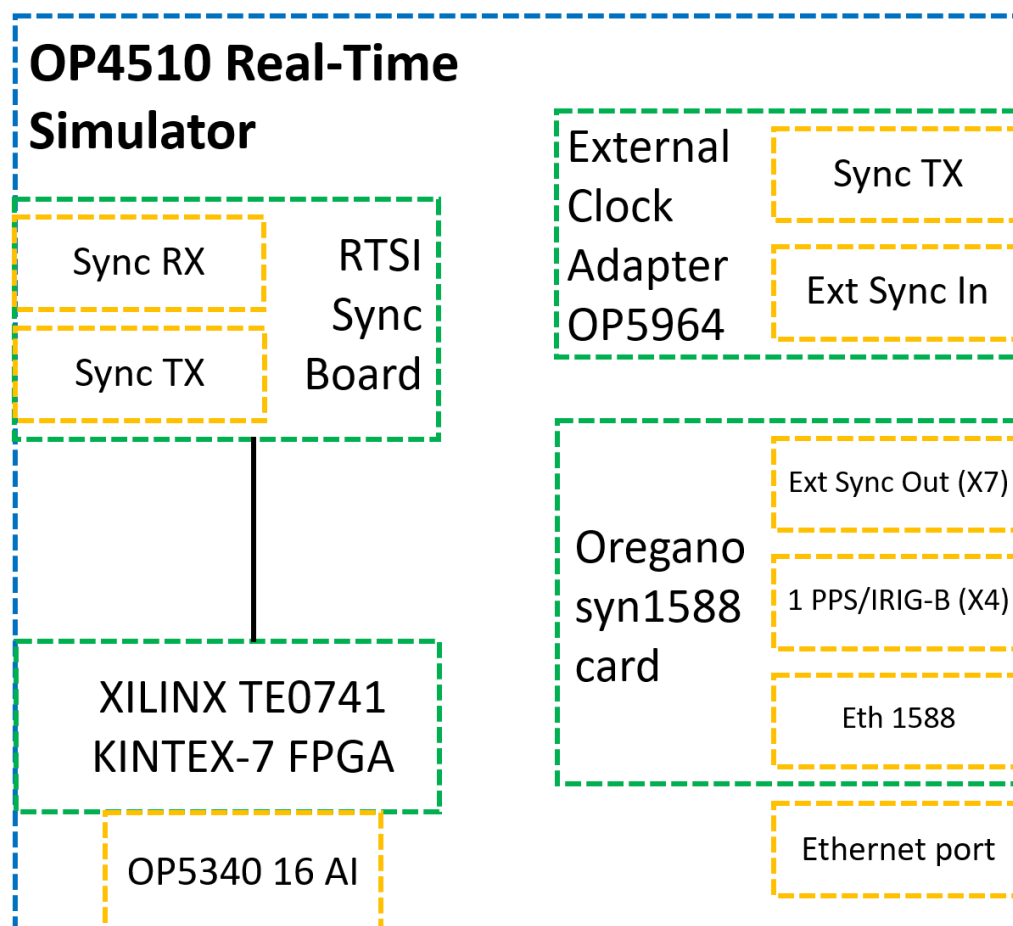 OP4510 Real-Time
Simulator
Sync RX
Sync TX
RTSI
Sync
Board
External
Clock
Adapter
OP5964
Sync TX
Ext Sync In
Oregano
syn1588
card
Ext Sync Out (X7)
1 PPS/IRIG-B (X4)
Eth 1588
XILINX TE0741
KINTEX-7 FPGA
OP5340 16 AI
Ethernet port